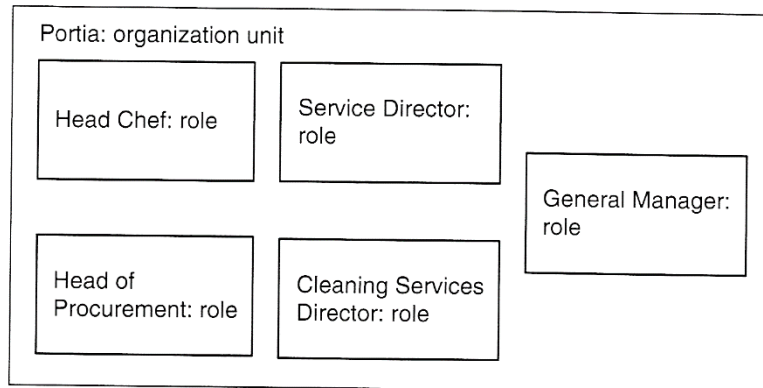 Portia: organization unit
Head Chef: role
Service Director:
role
General Manager:
role
Head of
Procurement: role
Cleaning Services
Director: role